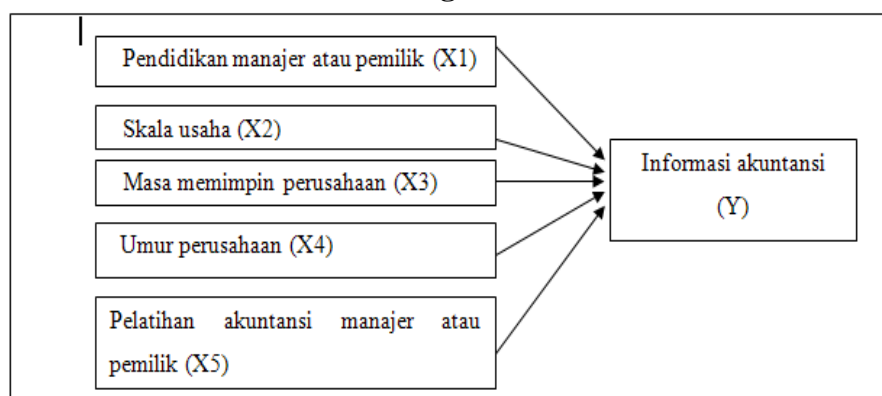 Pendidikan manajer atau pemilik (X1)
Skala usaha (X2)
Masa memimpin perusahaan (X3)
Umur perusahaan (X4)
Pelatihan akuntansi manajer atau
pemilik (X5)
Informasi akuntansi
(Y)